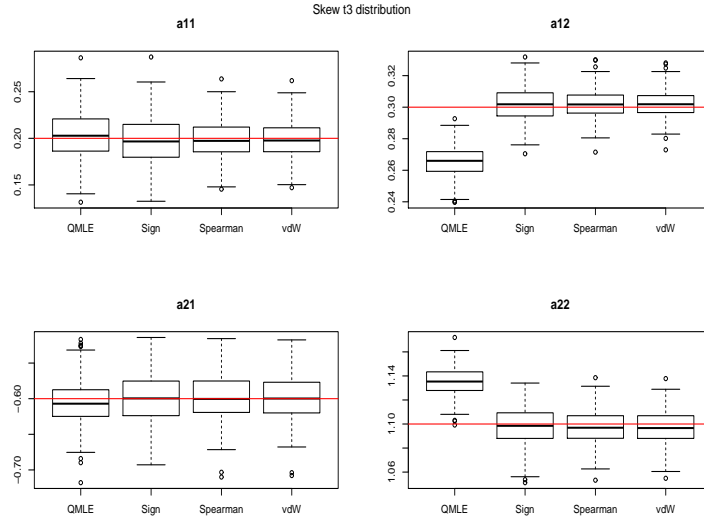 Skew t3 distribution
a11
a12
0.25
0.20
0.15
0.32
0.30
0.28
0.26
0.24
QMLE Sign Spearman vdW
QMLE Sign Spearman vdW
a21
a22
−0.60
−0.70
1.14
1.10
1.06
QMLE Sign Spearman vdW
QMLE Sign Spearman vdW